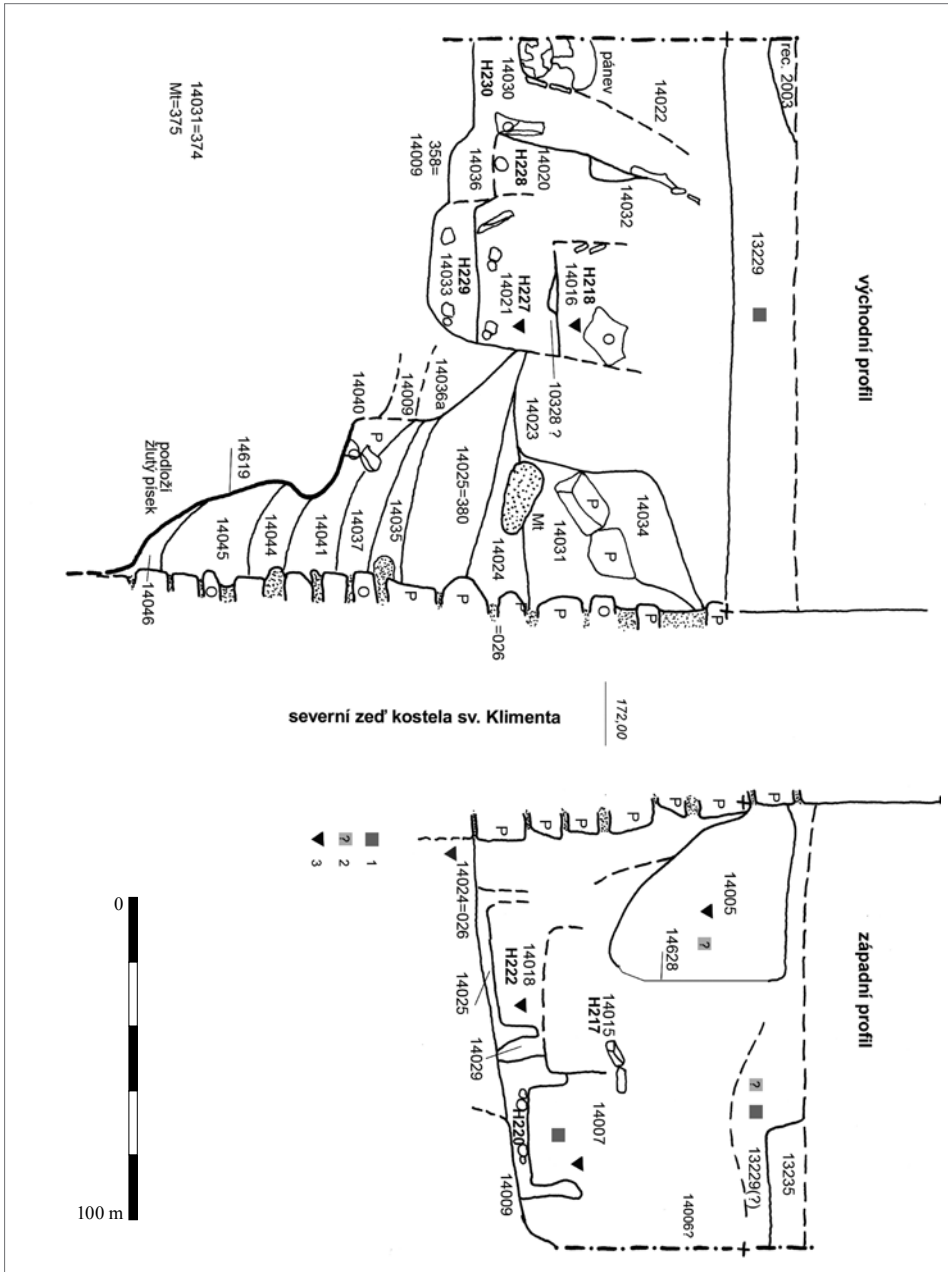 východní profil
rec. 2003
13229
14022
pánev
14030
H230
14020
H228
14032
14036
358=
14009
H229
14033
H227
14021
H218
14016
O
10328 ?
14031=374
Mt=375
14036a
14009
14040
P
14023
14034
P
P
14031
Mt
14025=380
14024
14035
14037
14041
14044
14045
14046
14619
podloží
žlutý písek
O
O
P
P
P
=026
P
O
P
P
severní zeď kostela sv. Klimenta
172,00
západní profil
P
P
P
P
P
P
P
P
14005
?
14628
14024=026
14018
H222
14025
14029
14015
H217
14007
H220
14009
?
13229(?)
13235
14006?
1
? 2
3
0
100 m